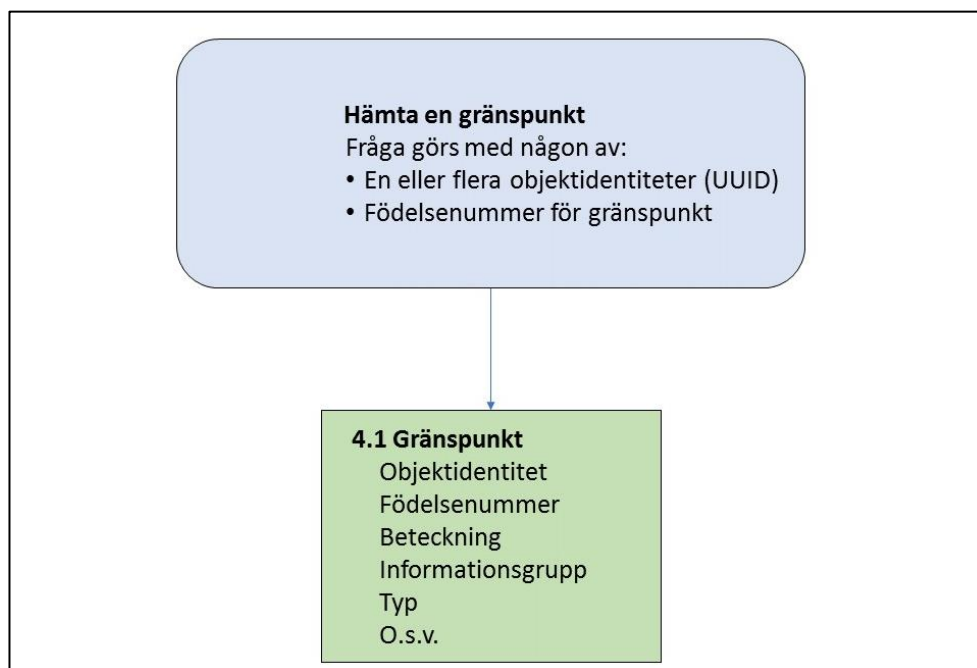 Hämta en gränspunkt
Fråga görs med någon av:
• En eller flera objektidentiteter (UUID)
• Födelsenummer för gränspunkt
4.1 Gränspunkt
Objektidentitet
Födelsenummer
Beteckning
Informationsgrupp
Typ
O.s.v.